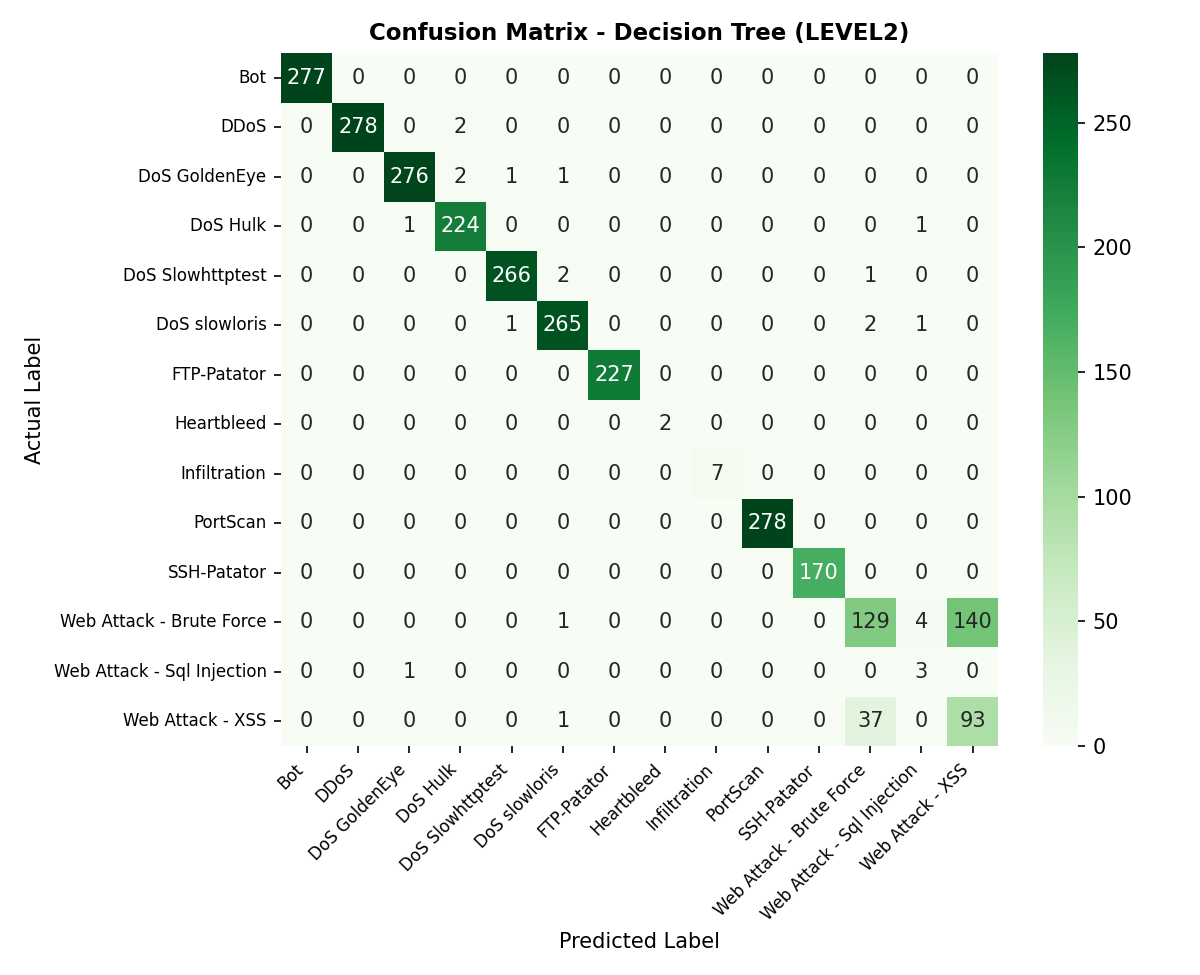 Confusion Matrix - Decision Tree (LEVEL2)
Actual Label
Bot 277 0 0 0 0 0 0 0 0 0 0 0 0 0
DDoS 0 278 0 2 0 0 0 0 0 0 0 0 0 0
DoS GoldenEye 0 0 276 2 1 1 0 0 0 0 0 0 0 0
DoS Hulk 0 0 1 224 0 0 0 0 0 0 0 0 1 0
DoS Slowhttptest 0 0 0 0 266 2 0 0 0 0 0 1 0 0
DoS slowloris 0 0 0 0 1 265 0 0 0 0 0 2 1 0
FTP-Patator 0 0 0 0 0 0 227 0 0 0 0 0 0 0
Heartbleed 0 0 0 0 0 0 0 2 0 0 0 0 0 0
Infiltration 0 0 0 0 0 0 0 0 7 0 0 0 0 0
PortScan 0 0 0 0 0 0 0 0 0 278 0 0 0 0
SSH-Patator 0 0 0 0 0 0 0 0 0 0 170 0 0 0
Web Attack - Brute Force 0 0 0 0 0 1 0 0 0 0 0 129 4 140
Web Attack - Sql Injection 0 0 1 0 0 0 0 0 0 0 0 0 3 0
Web Attack - XSS 0 0 0 0 0 1 0 0 0 0 0 37 0 93
Bot
DDoS
DoS GoldenEye
DoS Hulk
DoS Slowhttptest
DoS slowloris
FTP-Patator
Heartbleed
Infiltration
PortScan
SSH-Patator
Web Attack - Brute Force
Web Attack - Sql Injection
Web Attack - XSS
Predicted Label
250
200
150
100
50
0